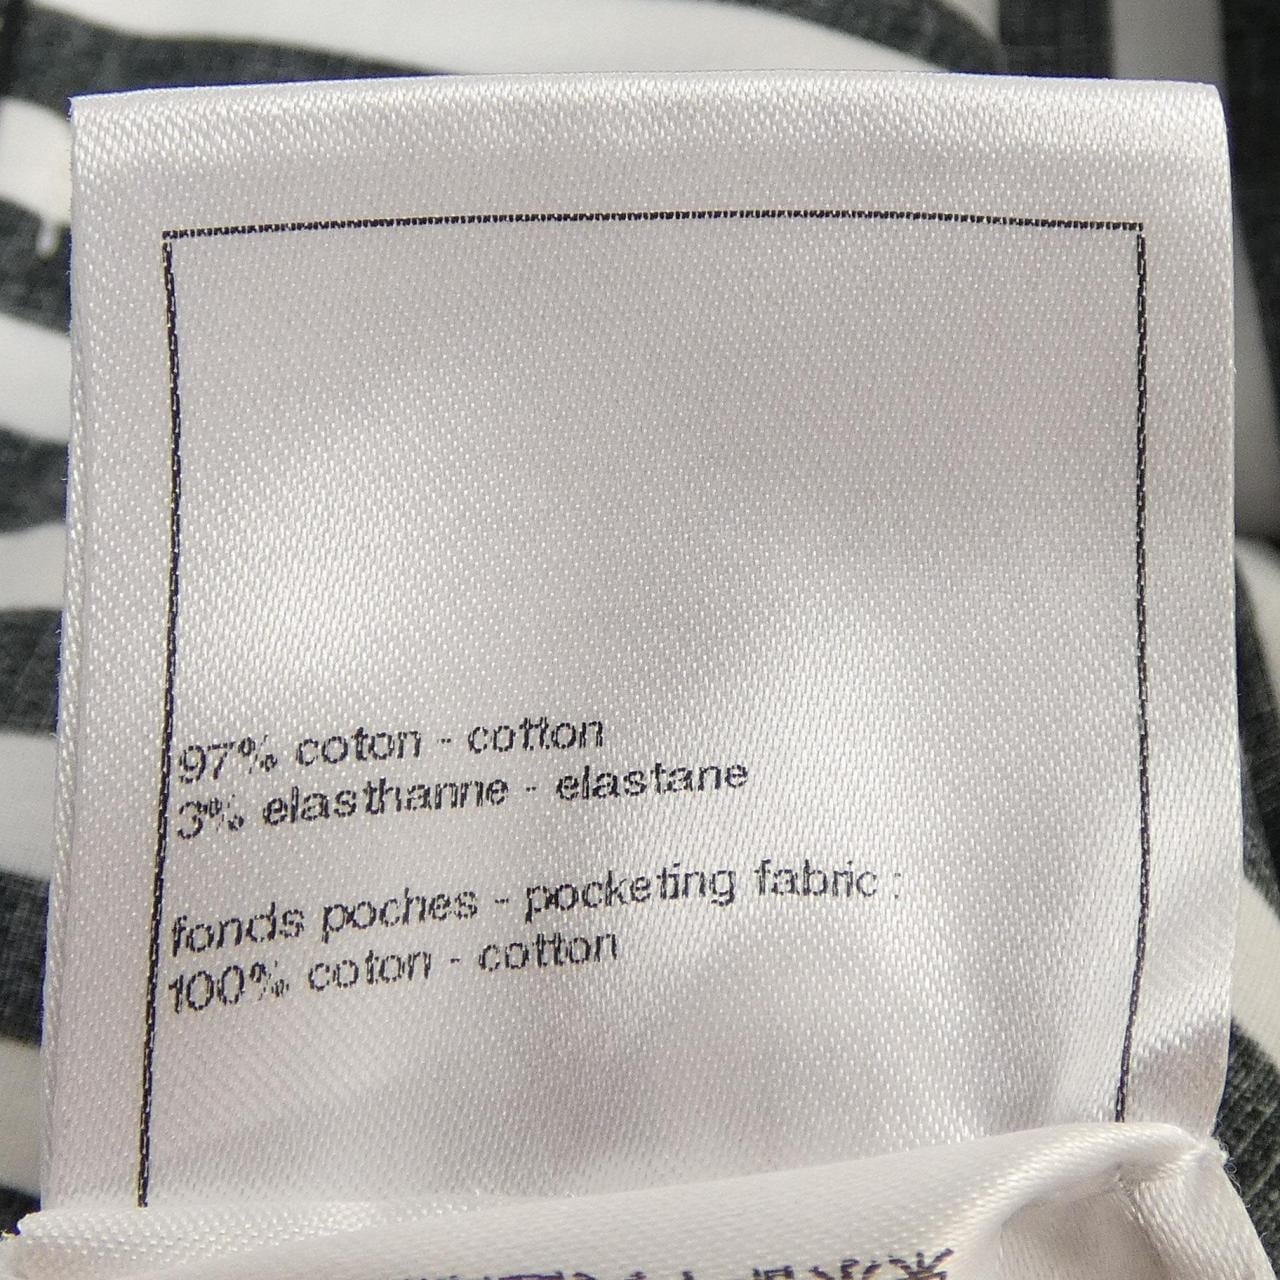 97% coton - cotton
3% elasthanne - elastane
fonds poches - pocketing fabric :
100% coton - cotton